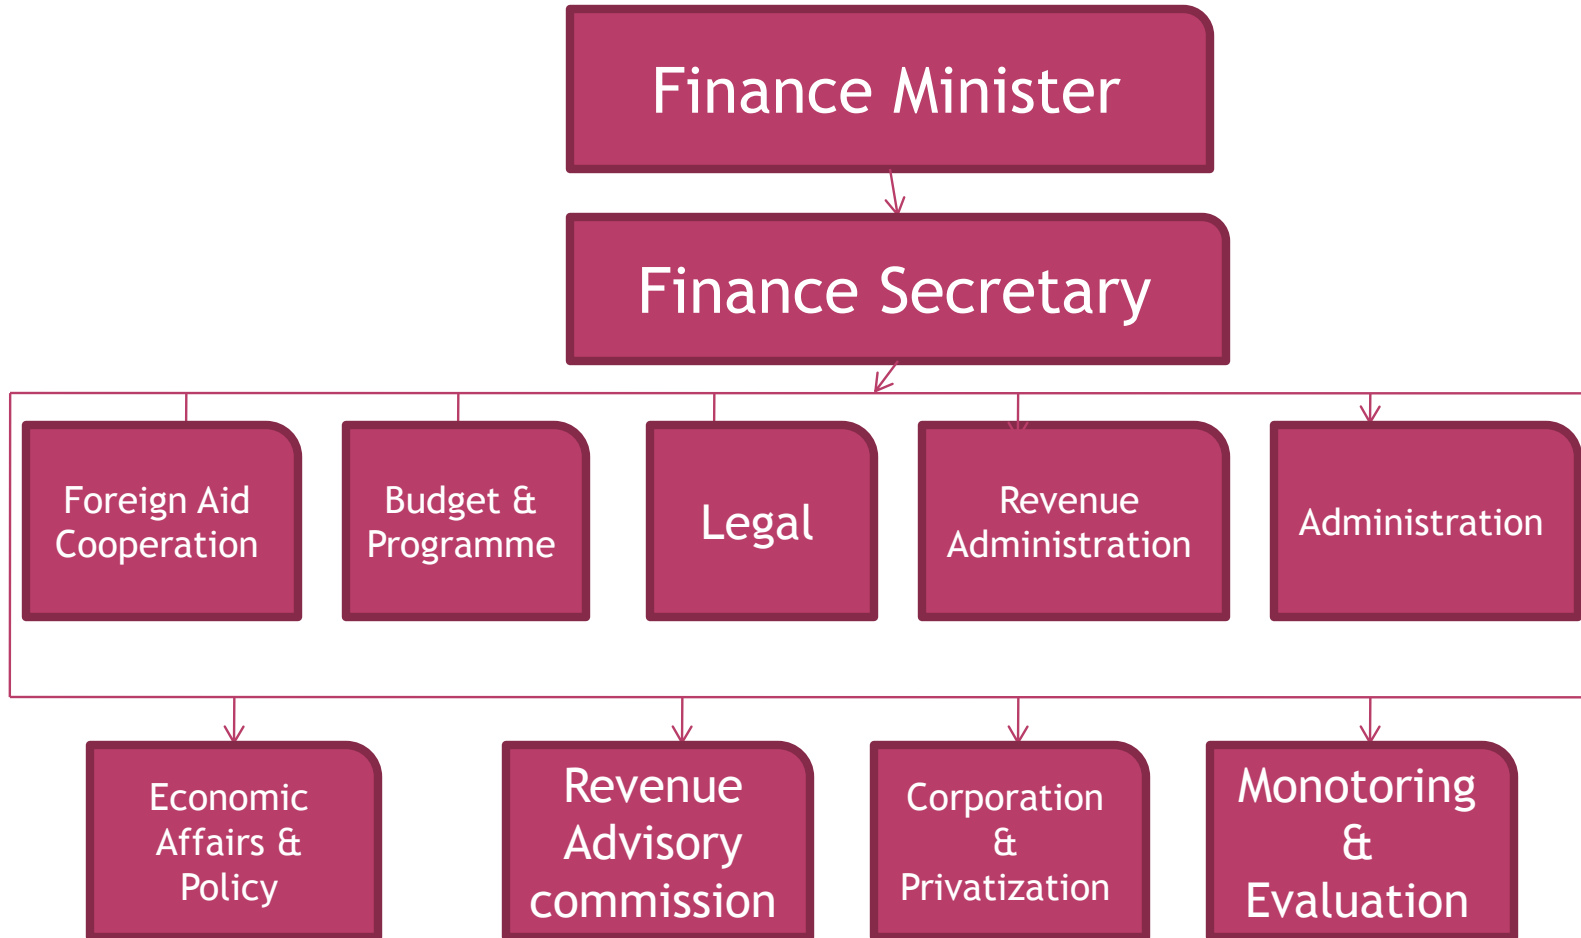 Finance Minister
Finance Secretary
Foreign Aid
Cooperation
Budget &
Programme
Legal
Revenue
Administration
Administration
Economic
Affairs &
Policy
Revenue
Advisory
commission
Corporation
&
Privatization
Monotoring
&
Evaluation